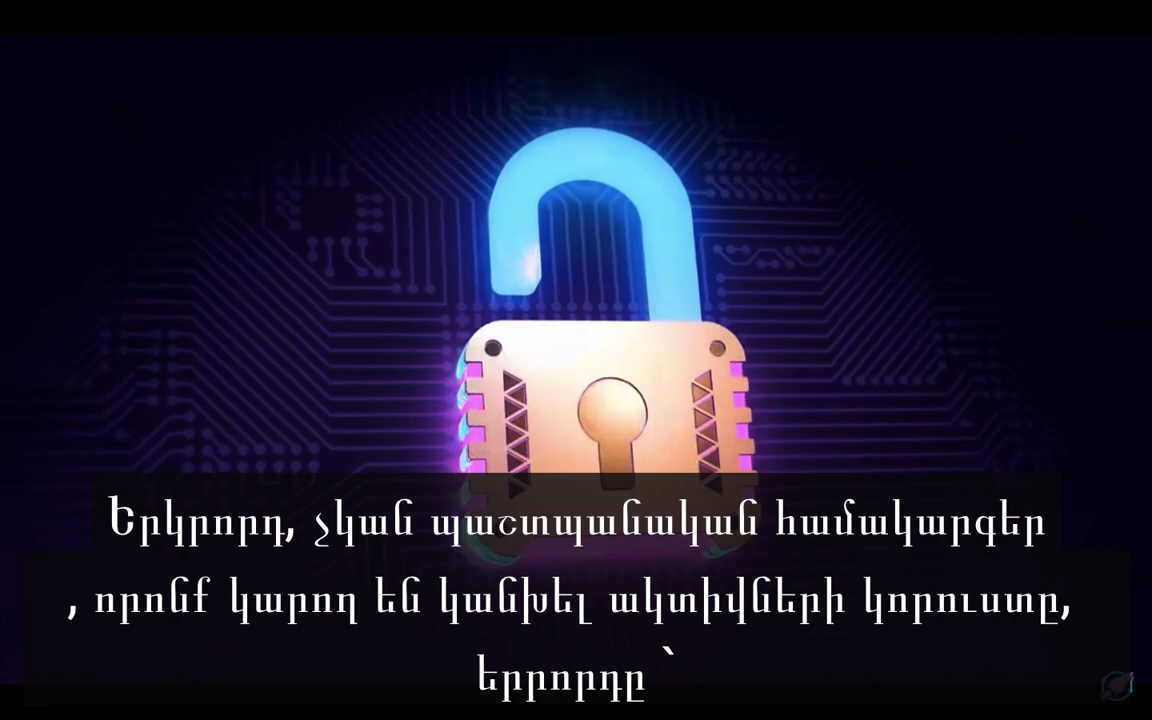 Երկրորդ, չկան պաշտպանական համակարգեր
, որոնք կարող են կանխել ակտիվների կորուստը,
երրորդը ՝